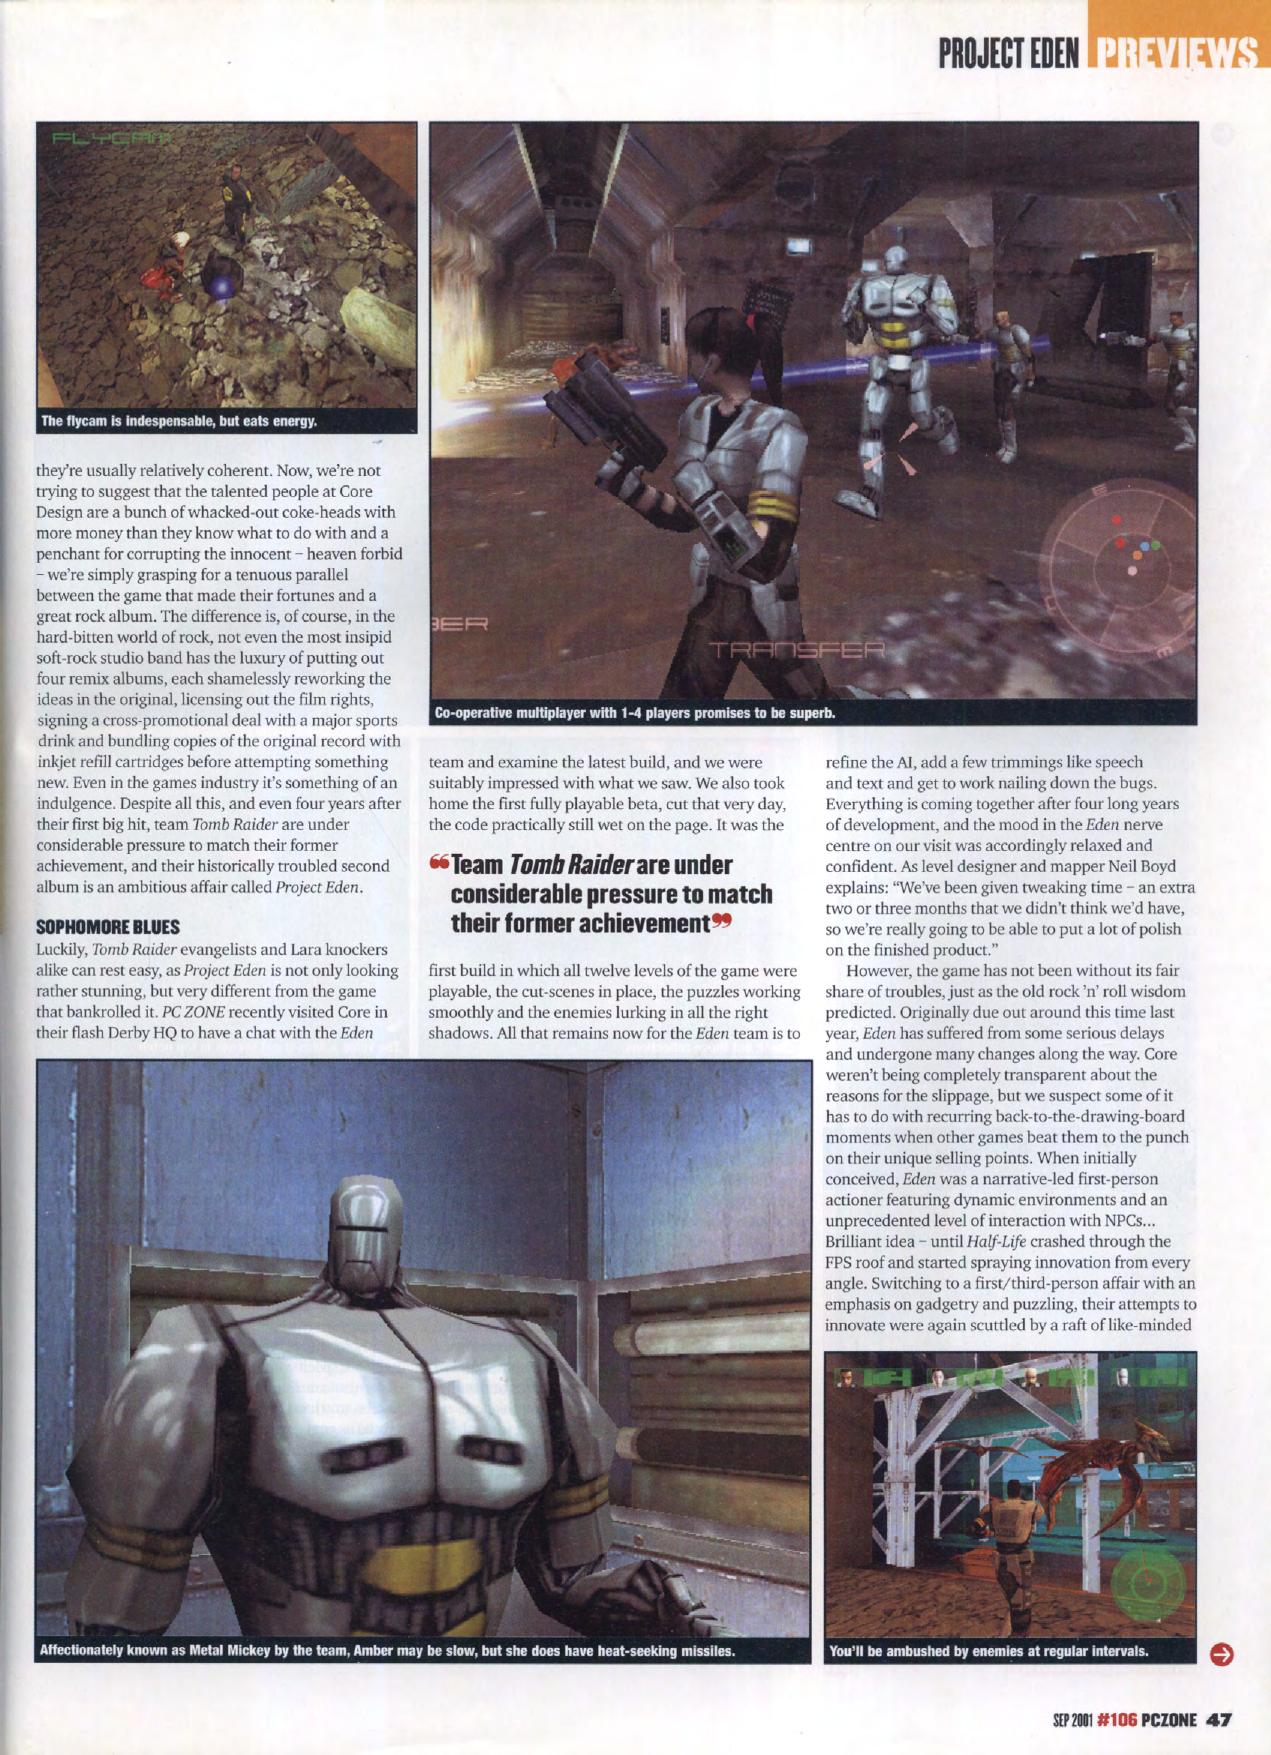 PROJECT EDEN PREVIEWS
FLYCAM
The flycam is indespensable, but eats energy.
BER
TRANSFER
Co-operative multiplayer with 1-4 players promises to be superb.
they're usually relatively coherent. Now, we're not
trying to suggest that the talented people at Core
Design are a bunch of whacked-out coke-heads with
more money than they know what to do with and a
penchant for corrupting the innocent – heaven forbid
– we're simply grasping for a tenuous parallel
between the game that made their fortunes and a
great rock album. The difference is, of course, in the
hard-bitten world of rock, not even the most insipid
soft-rock studio band has the luxury of putting out
four remix albums, each shamelessly reworking the
ideas in the original, licensing out the film rights,
signing a cross-promotional deal with a major sports
drink and bundling copies of the original record with
inkjet refill cartridges before attempting something
new. Even in the games industry it's something of an
indulgence. Despite all this, and even four years after
their first big hit, team Tomb Raider are under
considerable pressure to match their former
achievement, and their historically troubled second
album is an ambitious affair called Project Eden.
SOPHOMORE BLUES
Luckily, Tomb Raider evangelists and Lara knockers
alike can rest easy, as Project Eden is not only looking
rather stunning, but very different from the game
that bankrolled it. PC ZONE recently visited Core in
their flash Derby HQ to have a chat with the Eden
team and examine the latest build, and we were
suitably impressed with what we saw. We also took
home the first fully playable beta, cut that very day,
the code practically still wet on the page. It was the
“Team Tomb Raider are under
considerable pressure to match
their former achievement”
first build in which all twelve levels of the game were
playable, the cut-scenes in place, the puzzles working
smoothly and the enemies lurking in all the right
shadows. All that remains now for the Eden team is to
refine the AI, add a few trimmings like speech
and text and get to work nailing down the bugs.
Everything is coming together after four long years
of development, and the mood in the Eden nerve
centre on our visit was accordingly relaxed and
confident. As level designer and mapper Neil Boyd
explains: “We've been given tweaking time – an extra
two or three months that we didn't think we'd have,
so we're really going to be able to put a lot of polish
on the finished product.”
However, the game has not been without its fair
share of troubles, just as the old rock 'n' roll wisdom
predicted. Originally due out around this time last
year, Eden has suffered from some serious delays
and undergone many changes along the way. Core
weren't being completely transparent about the
reasons for the slippage, but we suspect some of it
has to do with recurring back-to-the-drawing-board
moments when other games beat them to the punch
on their unique selling points. When initially
conceived, Eden was a narrative-led first-person
actioner featuring dynamic environments and an
unprecedented level of interaction with NPCs...
Brilliant idea – until Half-Life crashed through the
FPS roof and started spraying innovation from every
angle. Switching to a first/third-person affair with an
emphasis on gadgetry and puzzling, their attempts to
innovate were again scuttled by a raft of like-minded
Affectionately known as Metal Mickey by the team, Amber may be slow, but she does have heat-seeking missiles.
You'll be ambushed by enemies at regular intervals.
SEP 2001 #106 PCZONE 47